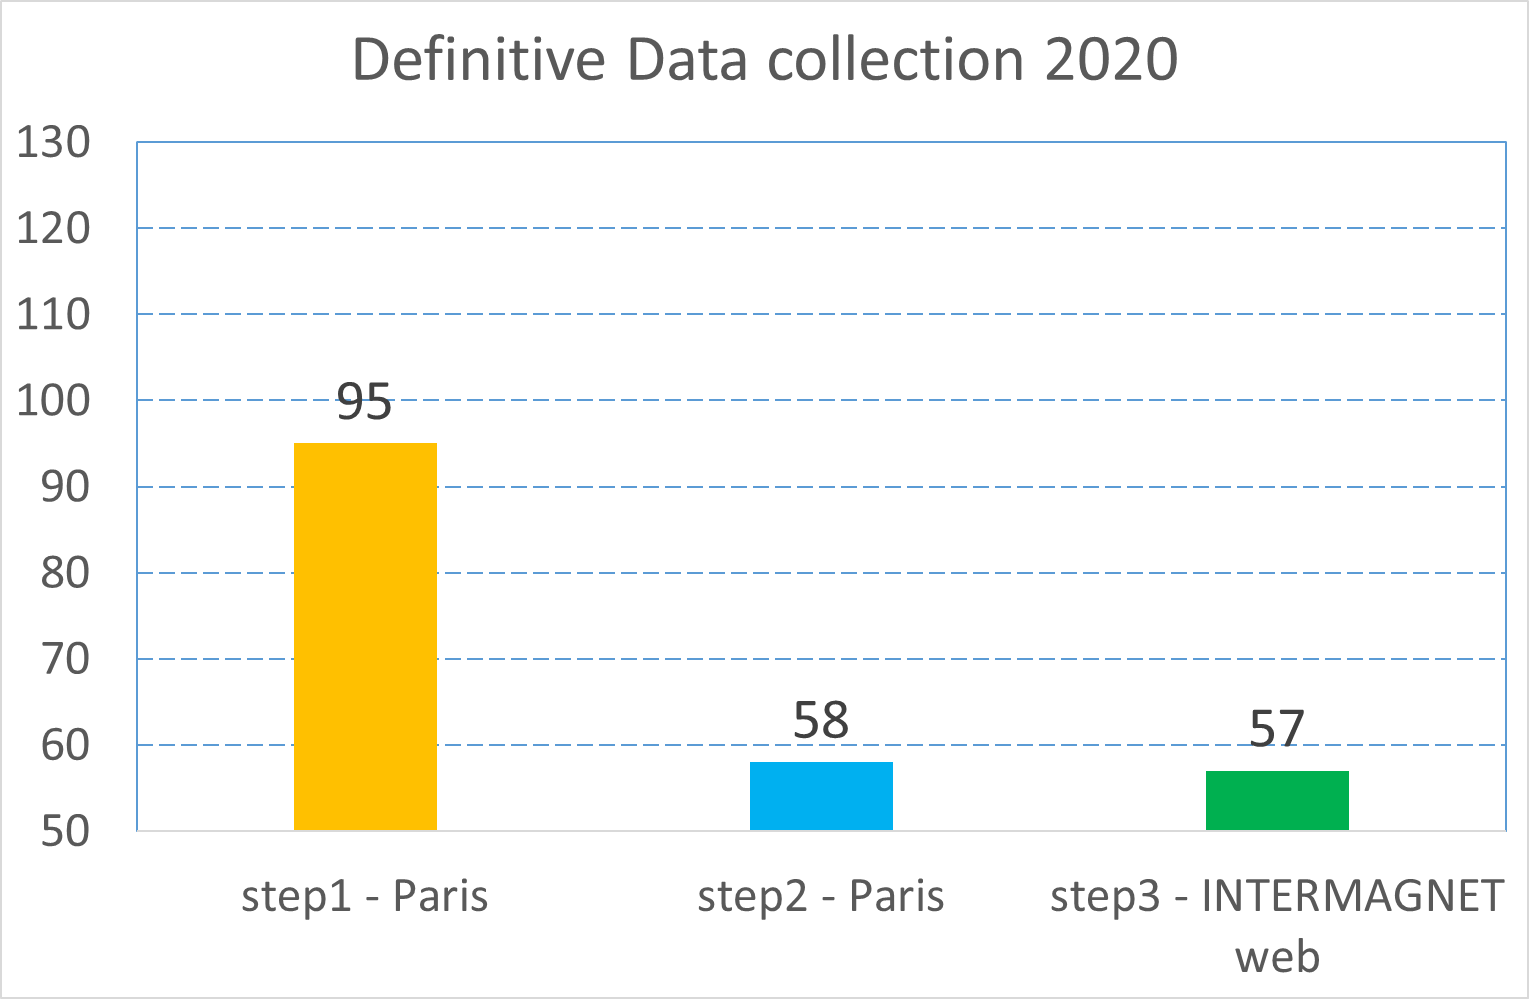 Definitive Data collection 2020
130
120
110
100
95
90
80
70
58
57
60
50
step1 - Paris
step2 - Paris
step3 - INTERMAGNET
web